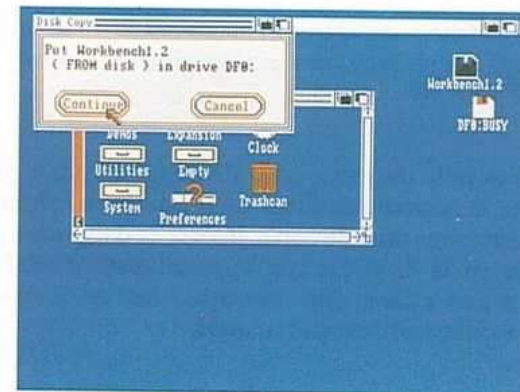 Disk Copy
Put Workbench1.2
( FROM disk ) in drive DF0:
Continue
Cancel
Workbench1.2
DF0:BUSY
Demos
Expansion
Clock
Utilities
Empty
System
Preferences
Trashcan